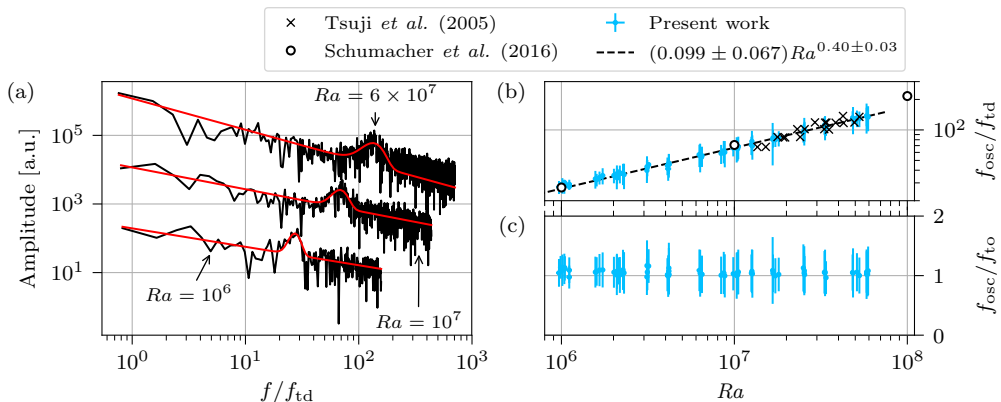 Tsuji et al. (2005)
Schumacher et al. (2016)
Present work
(0.099 ± 0.067)Ra^0.40±0.03
(a)
Ra = 6 × 10^7
10^5
10^3
10^1
Amplitude [a.u.]
Ra = 10^6
Ra = 10^7
10^0 10^1 10^2 10^3
f/f_td
(b)
10^2
f_osc/f_td
(c)
2
1
0
f_osc/f_to
10^6 10^7 10^8
Ra